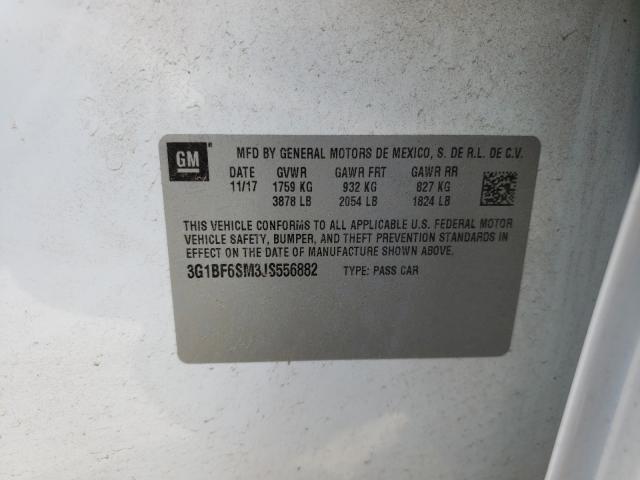 GM
MFD BY GENERAL MOTORS DE MEXICO, S. DE R.L. DE C.V.
DATE GVWR GAWR FRT GAWR RR
11/17 1759 KG 932 KG 827 KG
3878 LB 2054 LB 1824 LB
THIS VEHICLE CONFORMS TO ALL APPLICABLE U.S. FEDERAL MOTOR
VEHICLE SAFETY, BUMPER, AND THEFT PREVENTION STANDARDS IN
EFFECT ON THE DATE OF MANUFACTURE SHOWN ABOVE.
3G1BF6SM3JS556882 TYPE: PASS CAR